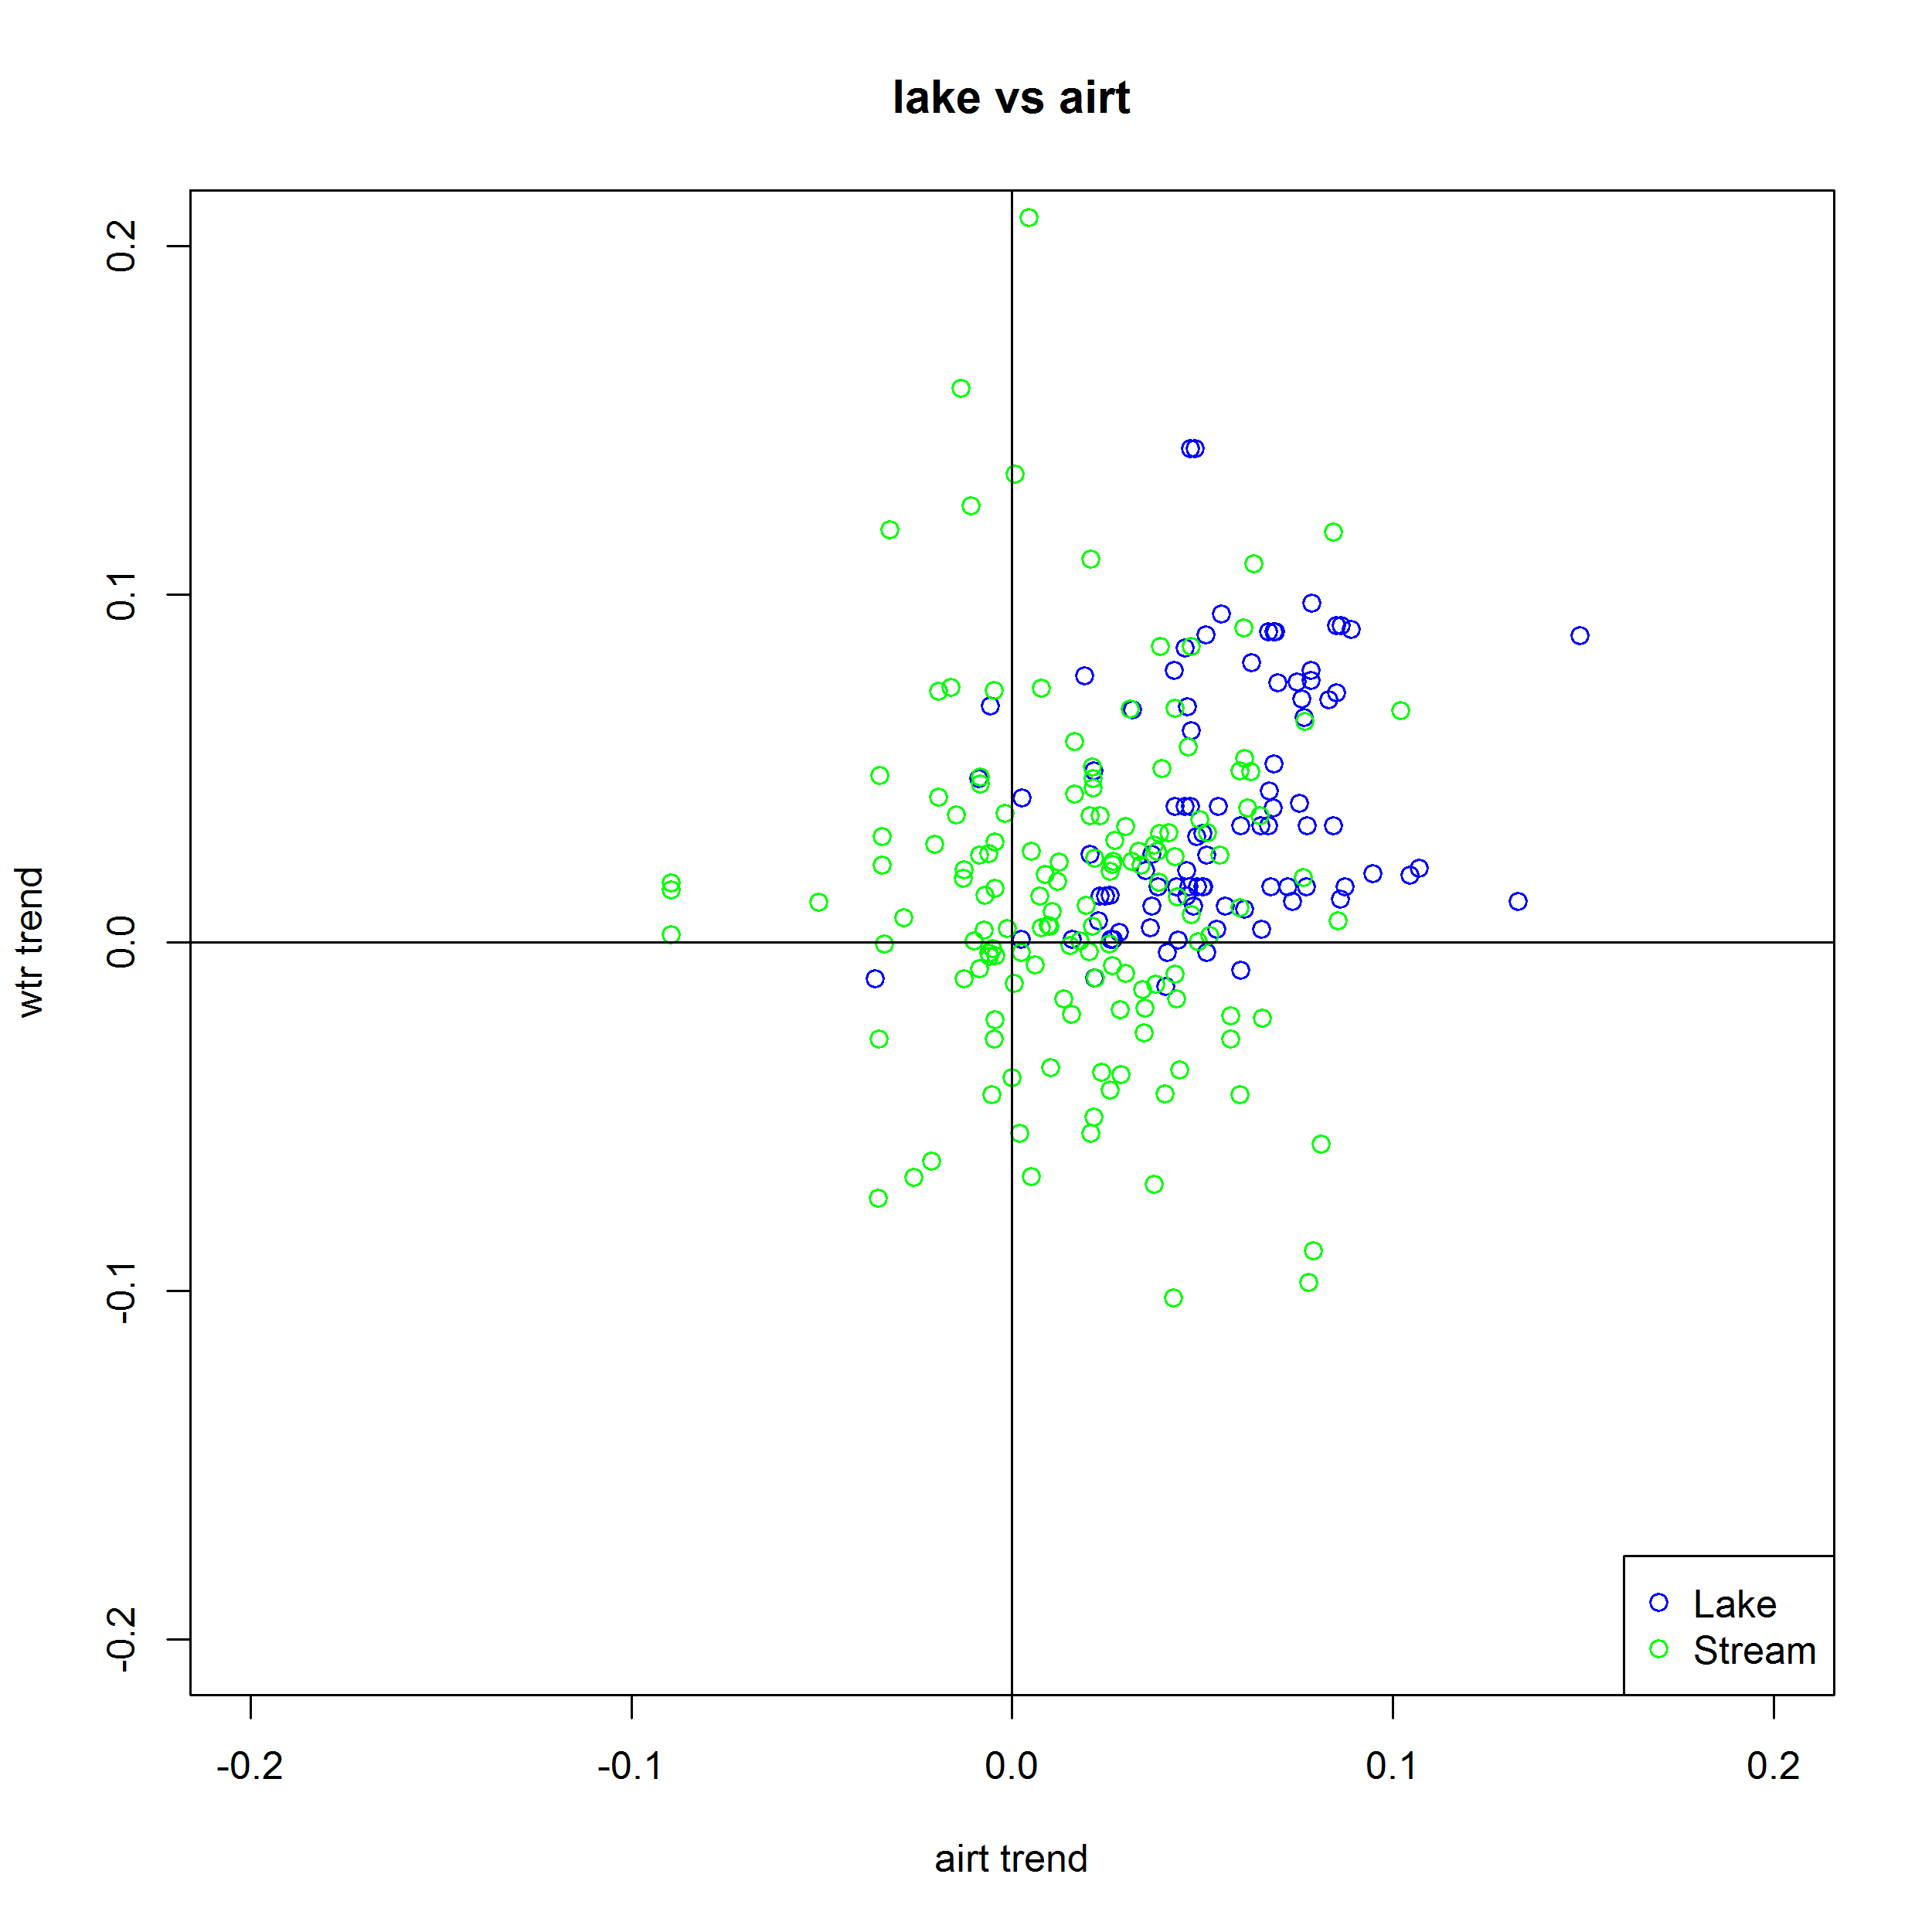 lake vs airt
wtr trend
0.2
0.1
0.0
-0.1
-0.2
-0.2 -0.1 0.0 0.1 0.2
airt trend
Lake
Stream